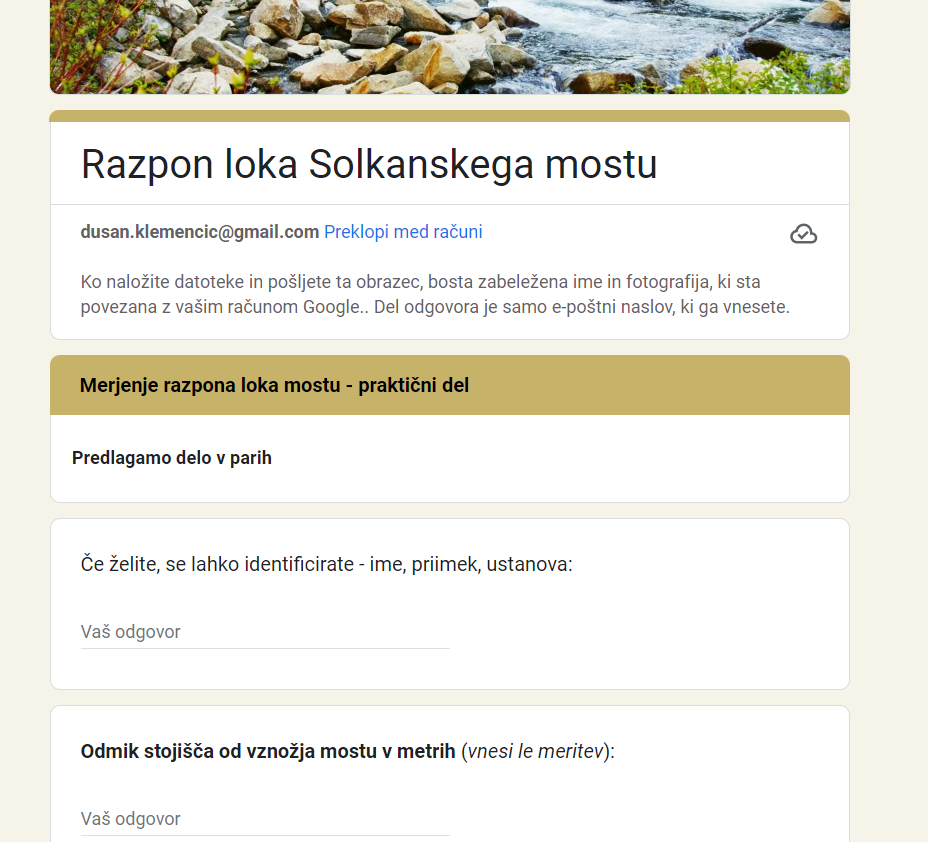 Razpon loka Solkanskega mostu
dusan.klemencic@gmail.com Preklopi med računi
Ko naložite datoteke in pošljete ta obrazec, bosta zabeležena ime in fotografija, ki sta
povezana z vašim računom Google.. Del odgovora je samo e-poštni naslov, ki ga vnesete.
Merjenje razpona loka mostu - praktični del
Predlagamo delo v parih
Če želite, se lahko identificirate - ime, priimek, ustanova:
Vaš odgovor
Odmik stojišča od vznožja mostu v metrih (vnesi le meritev):
Vaš odgovor